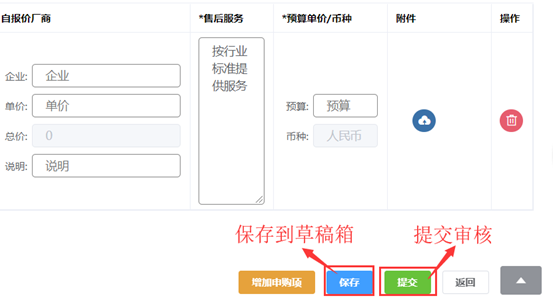 自报价厂商
*售后服务
*预算单价/币种
附件
操作
企业: 企业
单价: 单价
总价: 0
说明: 说明
按行业
标准提
供服务
预算: 预算
币种: 人民币
保存到草稿箱
提交审核
增加申购项
保存
提交
返回